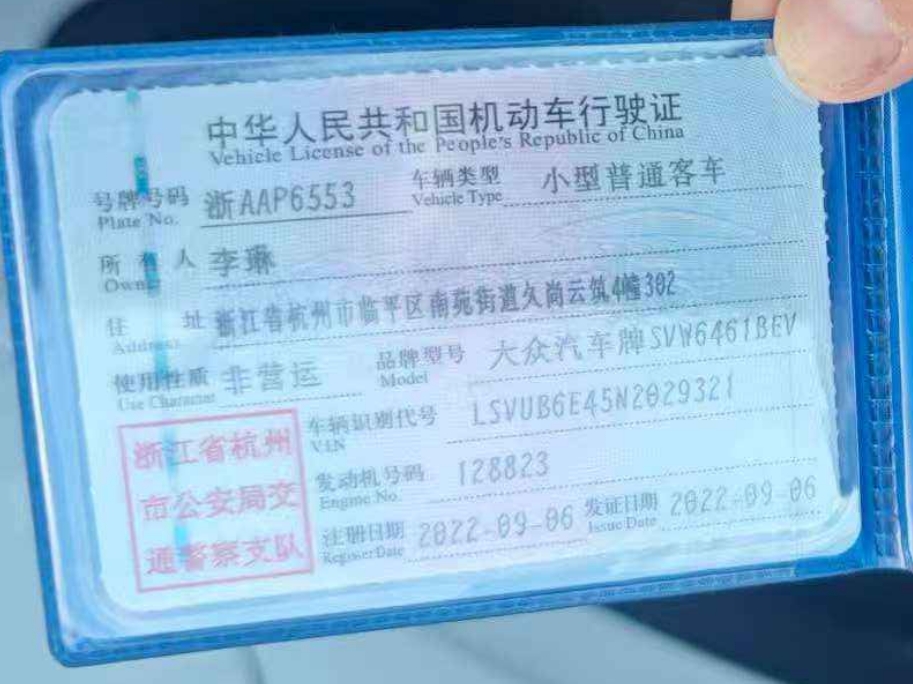 中华人民共和国机动车行驶证
Vehicle License of the People's Republic of China
号牌号码 浙AAP6553 车辆类型 小型普通客车
Plate No. Vehicle Type
所有人 李琳
Owner
住址 浙江省杭州市临平区南苑街道久尚云筑4幢302
Address
使用性质 非营运 品牌型号 大众汽车牌SVW6461BEV
Use Character Model
车辆识别代号 LSVUB6E45N2029321
VIN
发动机号码 128823
Engine No.
注册日期 2022-09-06 发证日期 2022-09-06
Register Date Issue Date
浙江省杭州
市公安局交
通警察支队